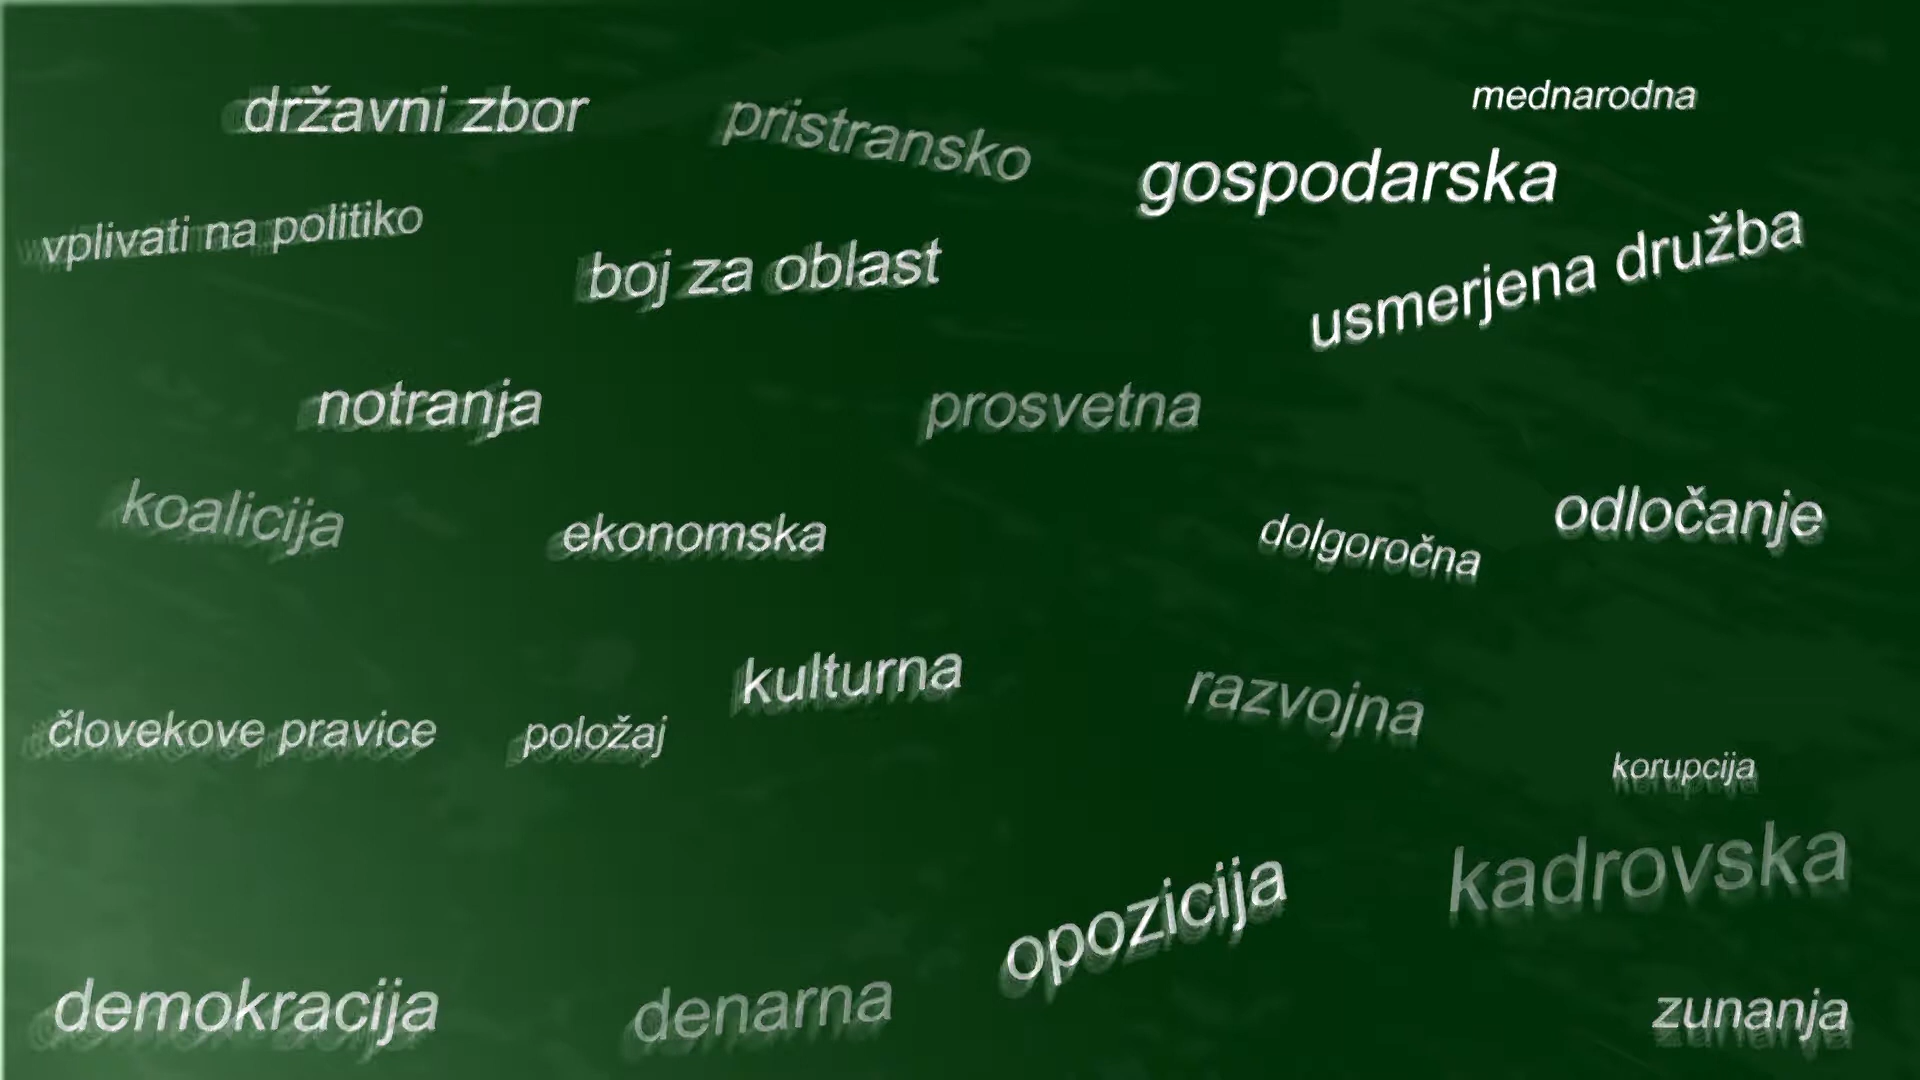 državni zbor
pristransko
mednarodna
gospodarska
vplivati na politiko
boj za oblast
usmerjena družba
notranja
prosvetna
koalicija
ekonomska
dolgoročna
odločanje
kulturna
razvojna
človekove pravice
položaj
korupcija
kadrovska
opozicija
demokracija
denarna
zunanja